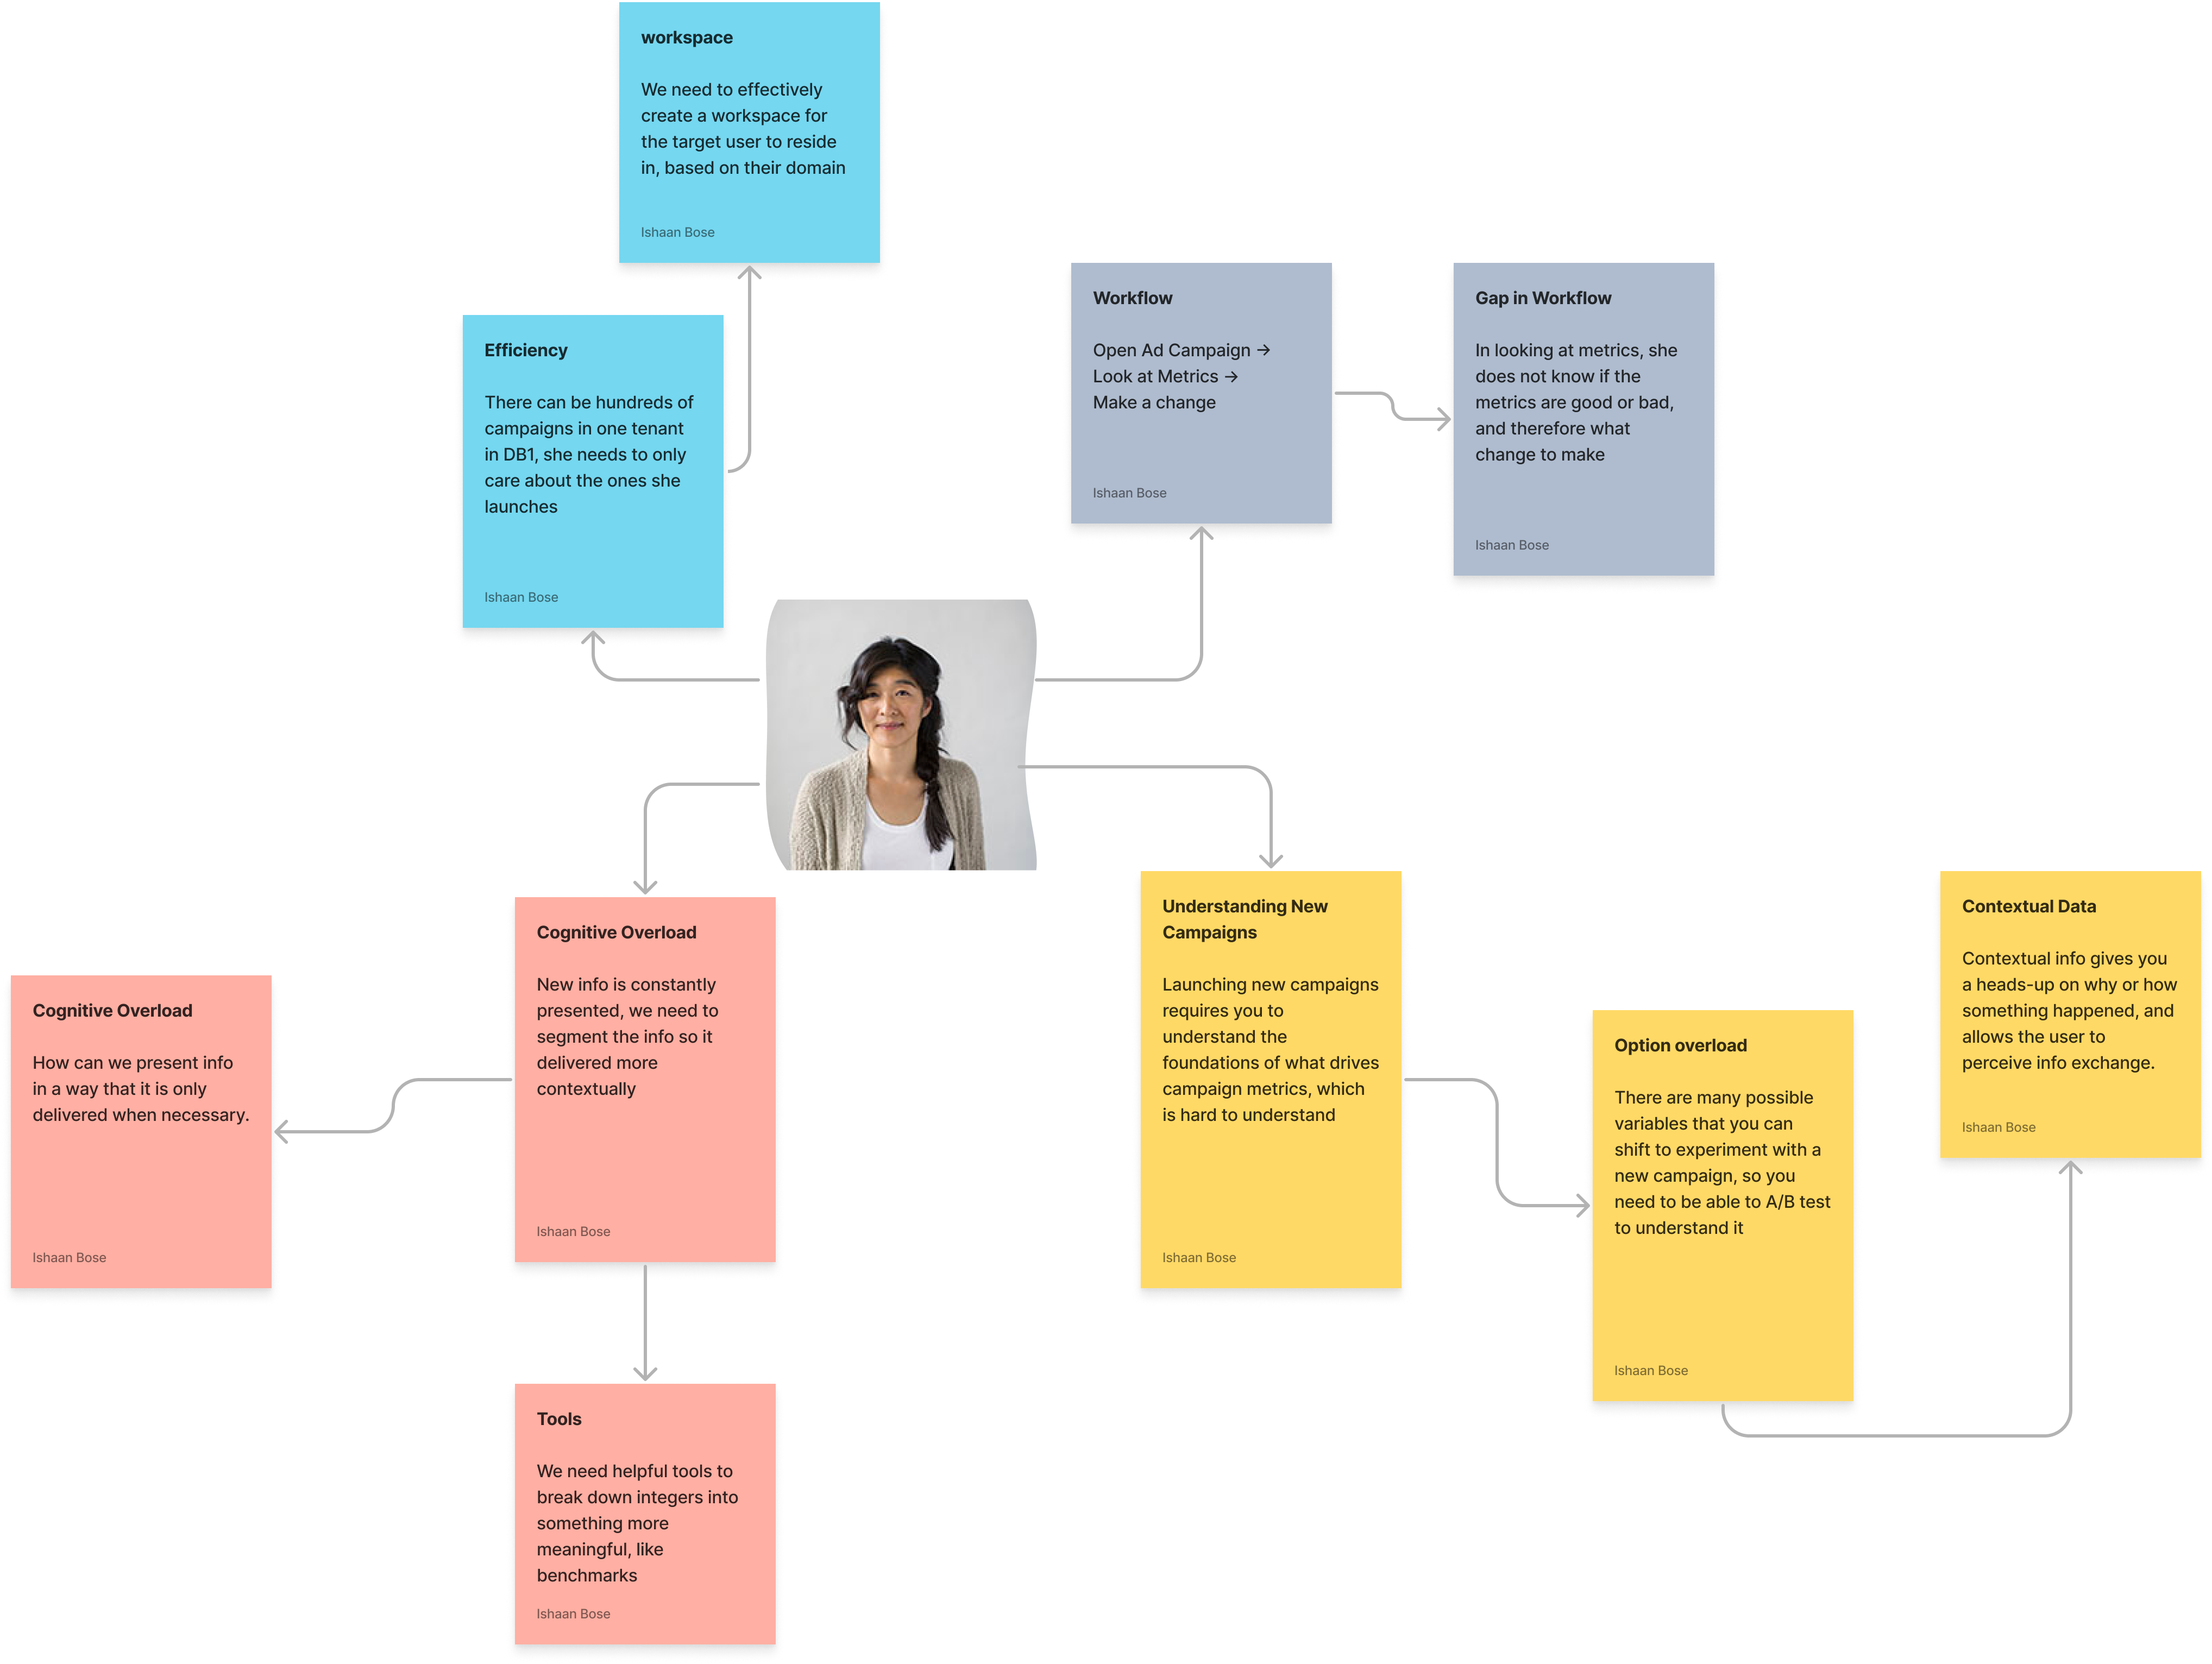 workspace
We need to effectively
create a workspace for
the target user to reside
in, based on their domain
Ishaan Bose
Efficiency
There can be hundreds of
campaigns in one tenant
in DB1, she needs to only
care about the ones she
launches
Ishaan Bose
Workflow
Open Ad Campaign →
Look at Metrics →
Make a change
Ishaan Bose
Gap in Workflow
In looking at metrics, she
does not know if the
metrics are good or bad,
and therefore what
change to make
Ishaan Bose
Cognitive Overload
New info is constantly
presented, we need to
segment the info so it
delivered more
contextually
Ishaan Bose
Cognitive Overload
How can we present info
in a way that it is only
delivered when necessary.
Ishaan Bose
Tools
We need helpful tools to
break down integers into
something more
meaningful, like
benchmarks
Ishaan Bose
Understanding New
Campaigns
Launching new campaigns
requires you to
understand the
foundations of what drives
campaign metrics, which
is hard to understand
Ishaan Bose
Option overload
There are many possible
variables that you can
shift to experiment with a
new campaign, so you
need to be able to A/B test
to understand it
Ishaan Bose
Contextual Data
Contextual info gives you
a heads-up on why or how
something happened, and
allows the user to
perceive info exchange.
Ishaan Bose